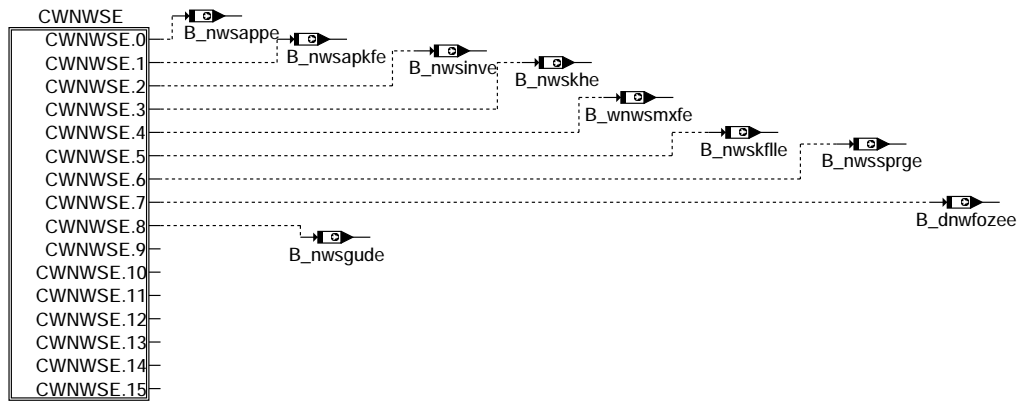 CWNWSE
CWNWSE.0
B_nwsappe
CWNWSE.1
B_nwsapkfe
CWNWSE.2
B_nwsinve
CWNWSE.3
B_nwskhe
CWNWSE.4
B_wnwsmxfe
CWNWSE.5
B_nwskflle
CWNWSE.6
B_nwssprge
CWNWSE.7
B_dnwfozee
CWNWSE.8
B_nwsgude
CWNWSE.9
CWNWSE.10
CWNWSE.11
CWNWSE.12
CWNWSE.13
CWNWSE.14
CWNWSE.15